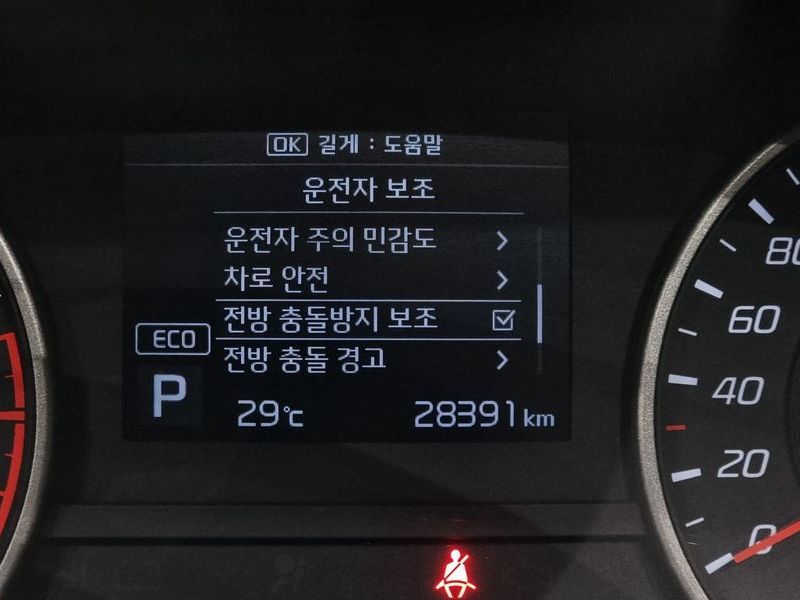 OK 길게 : 도움말
운전자 보조
운전자 주의 민감도
차로 안전
전방 충돌방지 보조
전방 충돌 경고
ECO
P
29℃ 28391 km
80
60
40
20
0